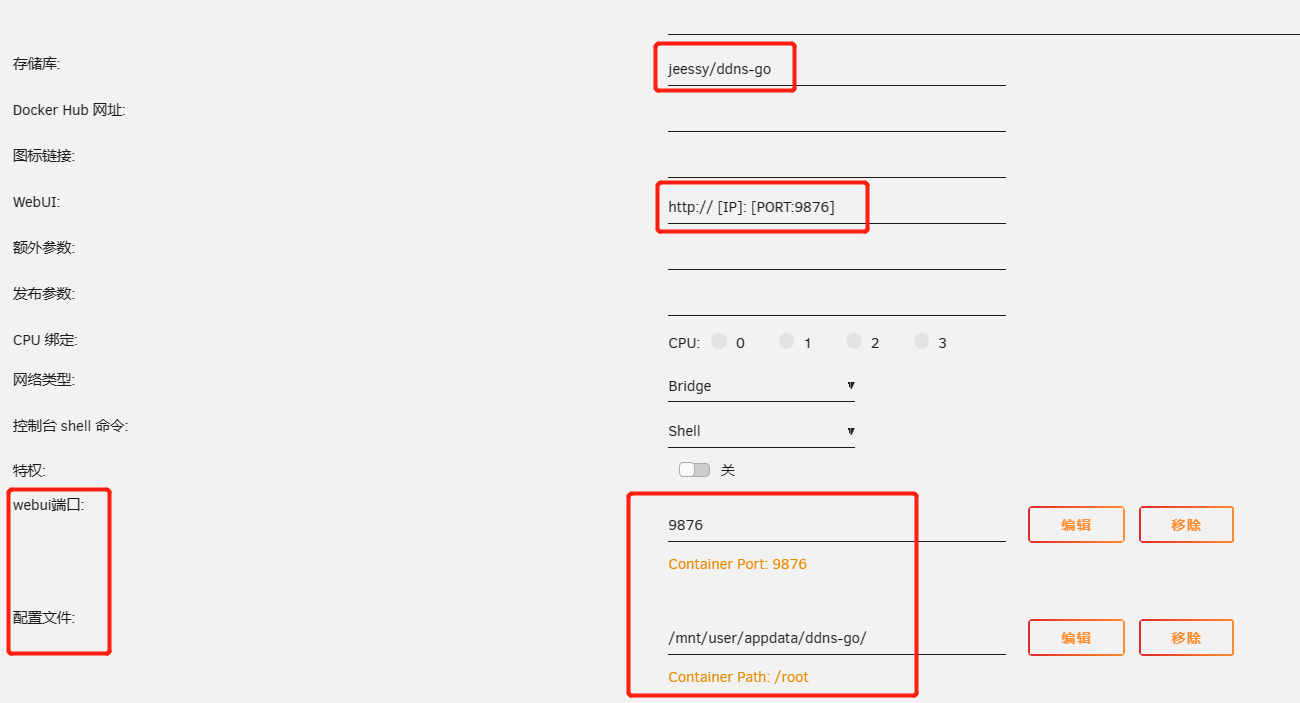 存储库:
jeessy/ddns-go
Docker Hub 网址:
图标链接:
WebUI:
http:// [IP]: [PORT:9876]
额外参数:
发布参数:
CPU 绑定:
CPU: 0 1 2 3
网络类型:
Bridge
控制台 shell 命令:
Shell
特权:
关
webui端口:
9876
编辑 移除
Container Port: 9876
配置文件:
/mnt/user/appdata/ddns-go/
编辑 移除
Container Path: /root